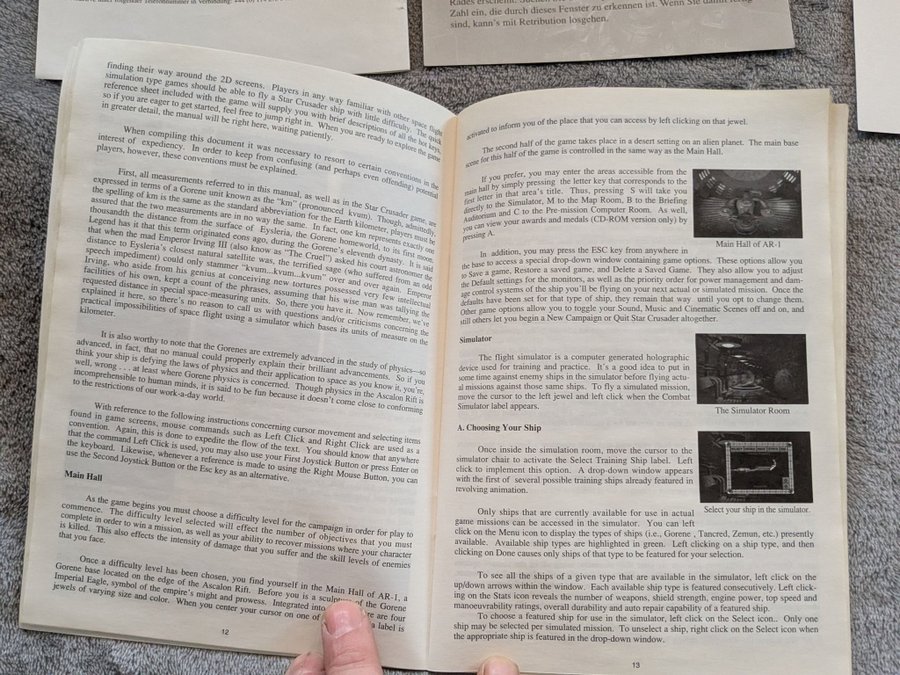 Rades erscheint.
Zahl ein, die durch dieses Fenster zu erkennen ist. Wenn Sie damit fertig
sind, kann's mit Retribution losgehen.
finding their way around the 2D screens. Players in any way familiar with other space flight
simulation type games should be able to fly a Star Crusader ship with little difficulty. The quick
reference sheet included with the game will supply you with brief descriptions of all the hot keys,
so if you are eager to get started, feel free to jump right in. When you are ready to explore the game
in greater detail, the manual will be right here, waiting patiently.
When compiling this document it was necessary to resort to certain conventions in the
interest of expediency. In order to keep from confusing (and perhaps even offending) potential
players, however, these conventions must be explained.
First, all measurements referred to in this manual, as well as in the Star Crusader game, are
expressed in terms of a Gorene unit known as the "km" (pronounced kvum). Though, admittedly,
the spelling of km is the same as the standard abbreviation for the Earth kilometer, players must be
assured that the two measurements are in no way the same. In fact, one km represents exactly one
thousandth the distance from the surface of Eysleria, the Gorene homeworld, to its first moon.
Legend has it that this term originated eons ago, during the Gorene's eleventh dynasty. It is said
that when the mad Emperor Irving III (also known as "The Cruel") asked his court astronomer the
distance to Eysleria's closest natural satellite was, the terrified sage (who suffered from an odd
speech impediment) could only stammer "kvum...kvum...kvum" over and over again. Emperor
Irving, who aside from his genius at conceiving new tortures possessed very few intellectual
facilities of his own, kept a count of the phrases, assuming that his wise man was tallying the
requested distance in special space-measuring units. So, there you have it. Now remember, we've
explained it here, so there's no reason to call us with questions and/or criticisms concerning the
practical impossibilities of space flight using a simulator which bases its units of measure on the
kilometer.
It is also worthy to note that the Gorenes are extremely advanced in the study of physics—so
advanced, in fact, that no manual could properly explain their brilliant advancements. So if you
think your ship is defying the laws of physics and their application to space as you know it, you're,
well, wrong . . . at least where Gorene physics is concerned. Though physics in the Ascalon Rift is
incomprehensible to human minds, it is said to be fun because it doesn't come close to conforming
to the restrictions of our work-a-day world.
With reference to the following instructions concerning cursor movement and selecting items
found in game screens, mouse commands such as Left Click and Right Click are used as a
convention. Again, this is done to expedite the flow of the text. You should know that anywhere
that the command Left Click is used, you may also use your First Joystick Button or press Enter on
the keyboard. Likewise, whenever a reference is made to using the Right Mouse Button, you can
use the Second Joystick Button or the Esc key as an alternative.
Main Hall
As the game begins you must choose a difficulty level for the campaign in order for play to
commence. The difficulty level selected will effect the number of objectives that you must
complete in order to win a mission, as well as your ability to recover missions where your character
is killed. This also effects the intensity of damage that you suffer and the skill levels of enemies
that you face.
Once a difficulty level has been chosen, you find yourself in the Main Hall of AR-1, a
Gorene base located on the edge of the Ascalon Rift. Before you is a sculpture of the Gorene
Imperial Eagle, symbol of the empire's might and prowess. Integrated into are four
jewels of varying size and color. When you center your cursor on one of a label is
12
activated to inform you of the place that you can access by left clicking on that jewel.
The second half of the game takes place in a desert setting on an alien planet. The main base
scene for this half of the game is controlled in the same way as the Main Hall.
If you prefer, you may enter the areas accessible from the
main hall by simply pressing the letter key that corresponds to the
first letter in that area's title. Thus, pressing S will take you
directly to the Simulator, M to the Map Room, B to the Briefing
Auditorium and C to the Pre-mission Computer Room. As well,
you can view your awards and medals (CD-ROM version only) by
pressing A.
Main Hall of AR-1
In addition, you may press the ESC key from anywhere in
the base to access a special drop-down window containing game options. These options allow you
to Save a game, Restore a saved game, and Delete a Saved Game. They also allow you to adjust
the Default settings for the monitors, as well as the priority order for power management and dam-
age control systems of the ship you'll be flying on your next actual or simulated mission. Once the
defaults have been set for that type of ship, they remain that way until you opt to change them.
Other game options allow you to toggle your Sound, Music and Cinematic Scenes off and on, and
still others let you begin a New Campaign or Quit Star Crusader altogether.
Simulator
The flight simulator is a computer generated holographic
device used for training and practice. It's a good idea to put in
some time against enemy ships in the simulator before flying actu-
al missions against those same ships. To fly a simulated mission,
move the cursor to the left jewel and left click when the Combat
Simulator label appears.
The Simulator Room
A. Choosing Your Ship
Once inside the simulation room, move the cursor to the
simulator chair to activate the Select Training Ship label. Left
click to implement this option. A drop-down window appears
with the first of several possible training ships already featured in
revolving animation.
Select your ship in the simulator.
Only ships that are currently available for use in actual
game missions can be accessed in the simulator. You can left
click on the Menu icon to display the types of ships (i.e., Gorene , Tancred, Zemun, etc.) presently
available. Available ship types are highlighted in green. Left clicking on a ship type, and then
clicking on Done causes only ships of that type to be featured for your selection.
To see all the ships of a given type that are available in the simulator, left click on the
up/down arrows within the window. Each available ship type is featured consecutively. Left click-
ing on the Stats icon reveals the number of weapons, shield strength, engine power, top speed and
manoeuvrability ratings, overall durability and auto repair capability of a featured ship.
To choose a featured ship for use in the simulator, left click on the Select icon.. Only one
ship may be selected per simulated mission. To unselect a ship, right click on the Select icon when
the appropriate ship is featured in the drop-down window.
13